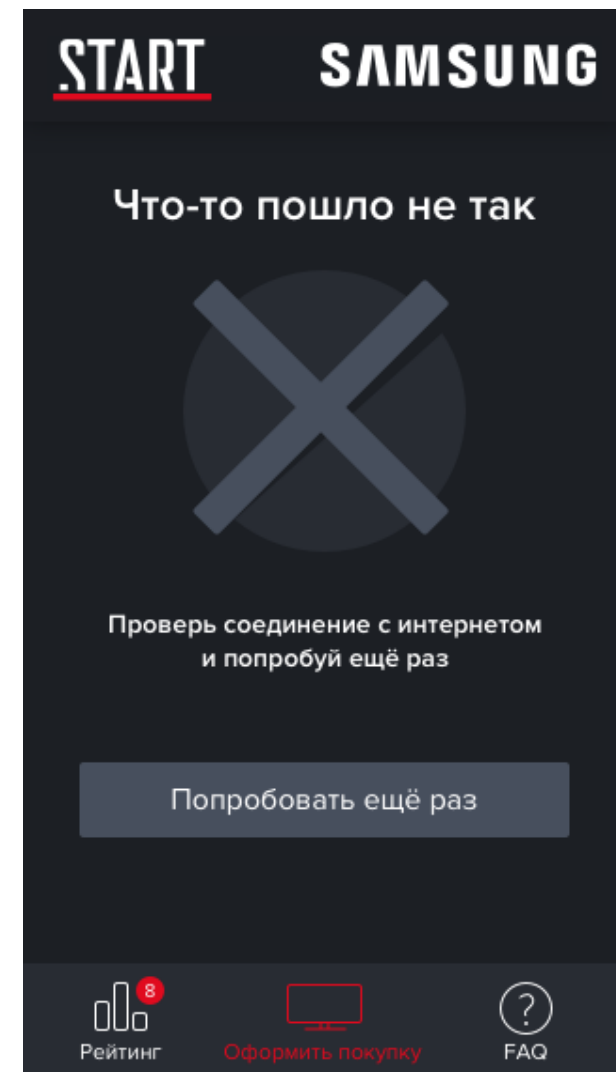 START SAMSUNG
Что-то пошло не так
Проверь соединение с интернетом
и попробуй ещё раз
Попробовать ещё раз
8
?
Рейтинг Оформить покупку FAQ